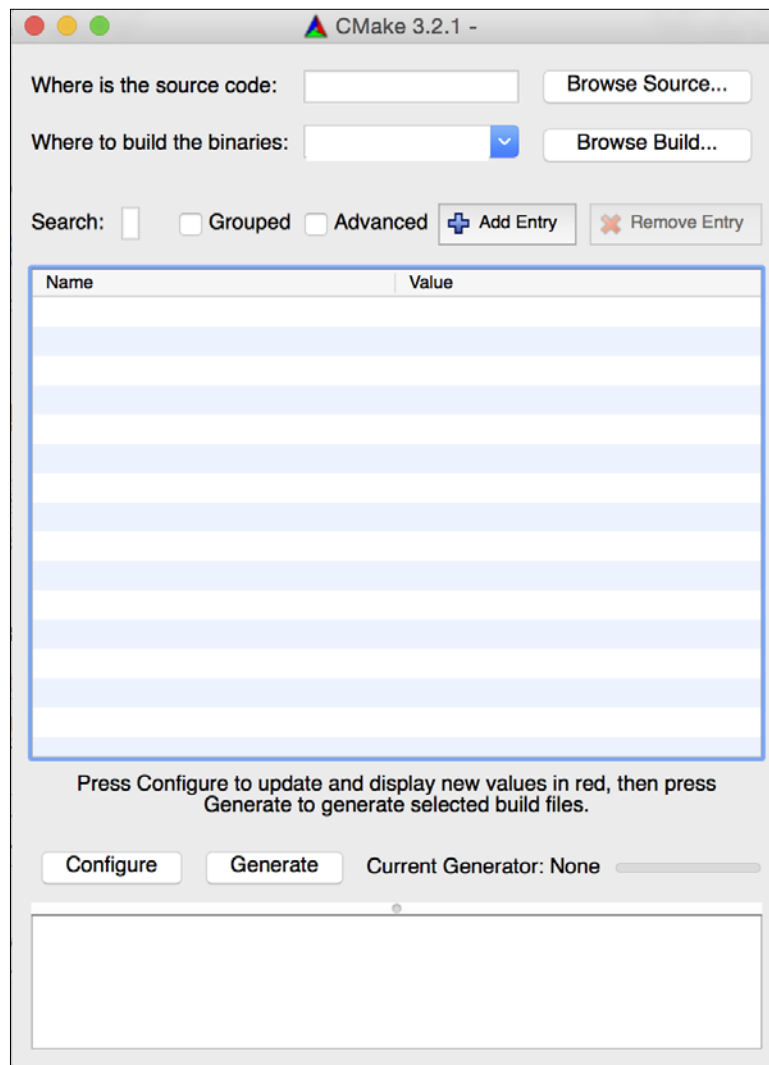 CMake 3.2.1 -
Where is the source code: Browse Source...
Where to build the binaries: Browse Build...
Search: Grouped Advanced Add Entry Remove Entry
Name Value
Press Configure to update and display new values in red, then press
Generate to generate selected build files.
Configure Generate Current Generator: None